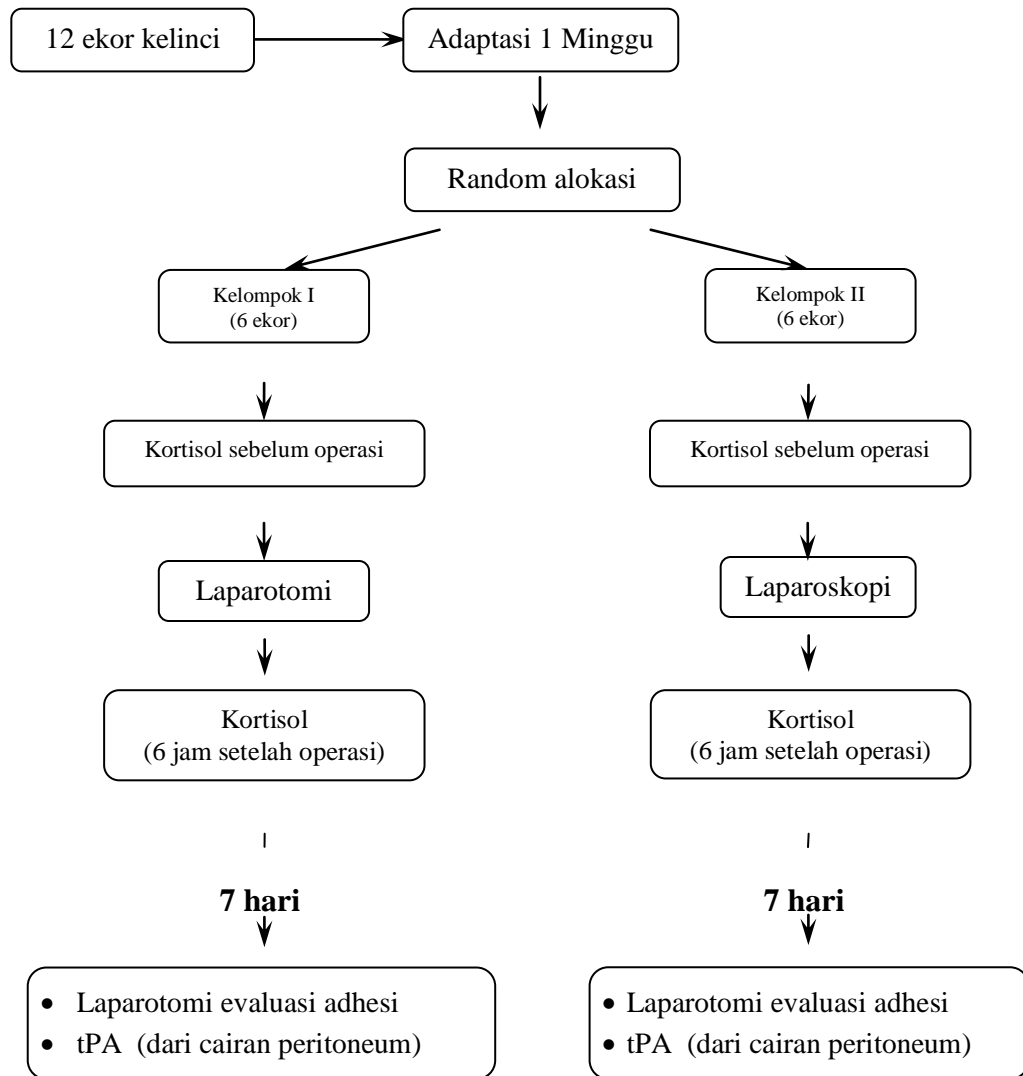 12 ekor kelinci
Adaptasi 1 Minggu
Random alokasi
Kelompok I
(6 ekor)
Kelompok II
(6 ekor)
Kortisol sebelum operasi
Kortisol sebelum operasi
Laparotomi
Laparoskopi
Kortisol
(6 jam setelah operasi)
Kortisol
(6 jam setelah operasi)
7 hari
7 hari
• Laparotomi evaluasi adhesi
• tPA (dari cairan peritoneum)
• Laparotomi evaluasi adhesi
• tPA (dari cairan peritoneum)